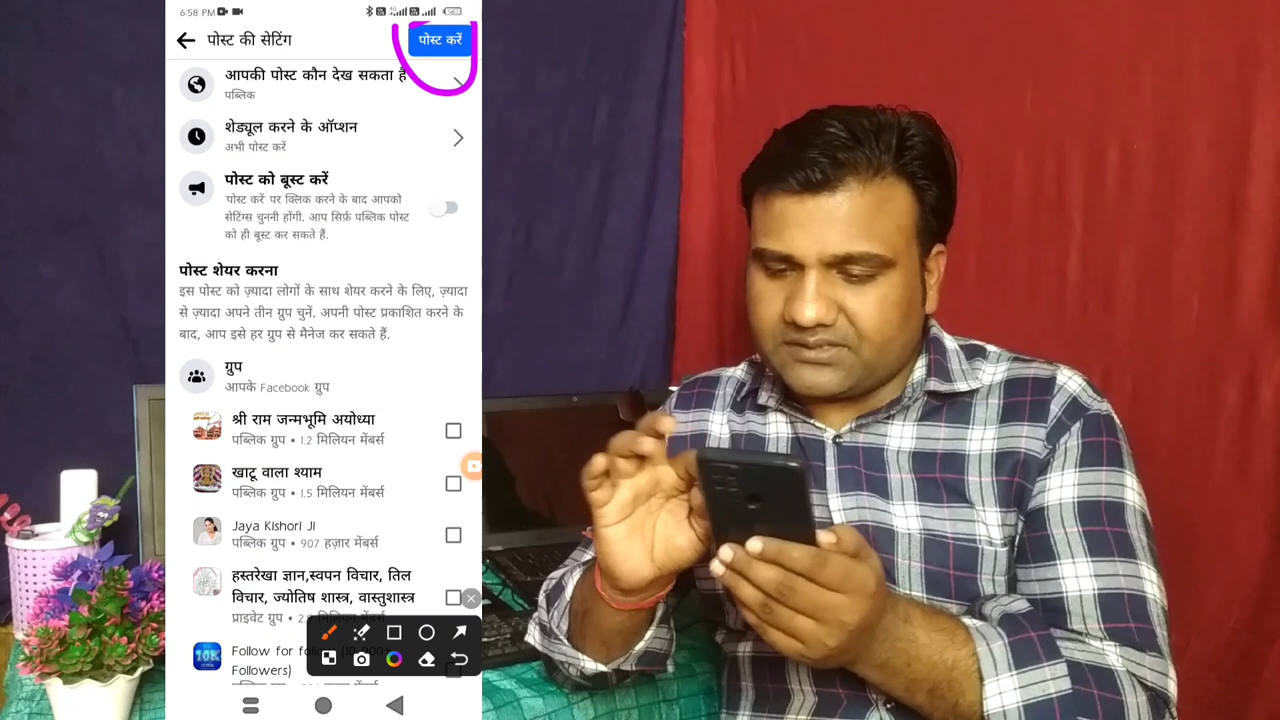 6:58 PM
पोस्ट की सेटिंग
पोस्ट करें
आपकी पोस्ट कौन देख सकता है
पब्लिक
शेड्यूल करने के ऑप्शन
अभी पोस्ट करें
पोस्ट को बूस्ट करें
'पोस्ट करें' पर क्लिक करने के बाद आपको
सेटिंग्स चुननी होंगी. आप सिर्फ़ पब्लिक पोस्ट
को ही बूस्ट कर सकते हैं.
पोस्ट शेयर करना
इस पोस्ट को ज़्यादा लोगों के साथ शेयर करने के लिए, ज़्यादा
से ज़्यादा अपने तीन ग्रुप चुनें. अपनी पोस्ट प्रकाशित करने के
बाद, आप इसे हर ग्रुप से मैनेज कर सकते हैं.
ग्रुप
आपके Facebook ग्रुप
श्री राम जन्मभूमि अयोध्या
पब्लिक ग्रुप • 1.2 मिलियन मेंबर्स
खाटू वाला श्याम
पब्लिक ग्रुप • 1.5 मिलियन मेंबर्स
Jaya Kishori Ji
पब्लिक ग्रुप • 907 हज़ार मेंबर्स
हस्तरेखा ज्ञान,स्वपन विचार, तिल
विचार, ज्योतिष शास्त्र, वास्तुशास्त्र
प्राइवेट ग्रुप
10K
Follow for
Followers)